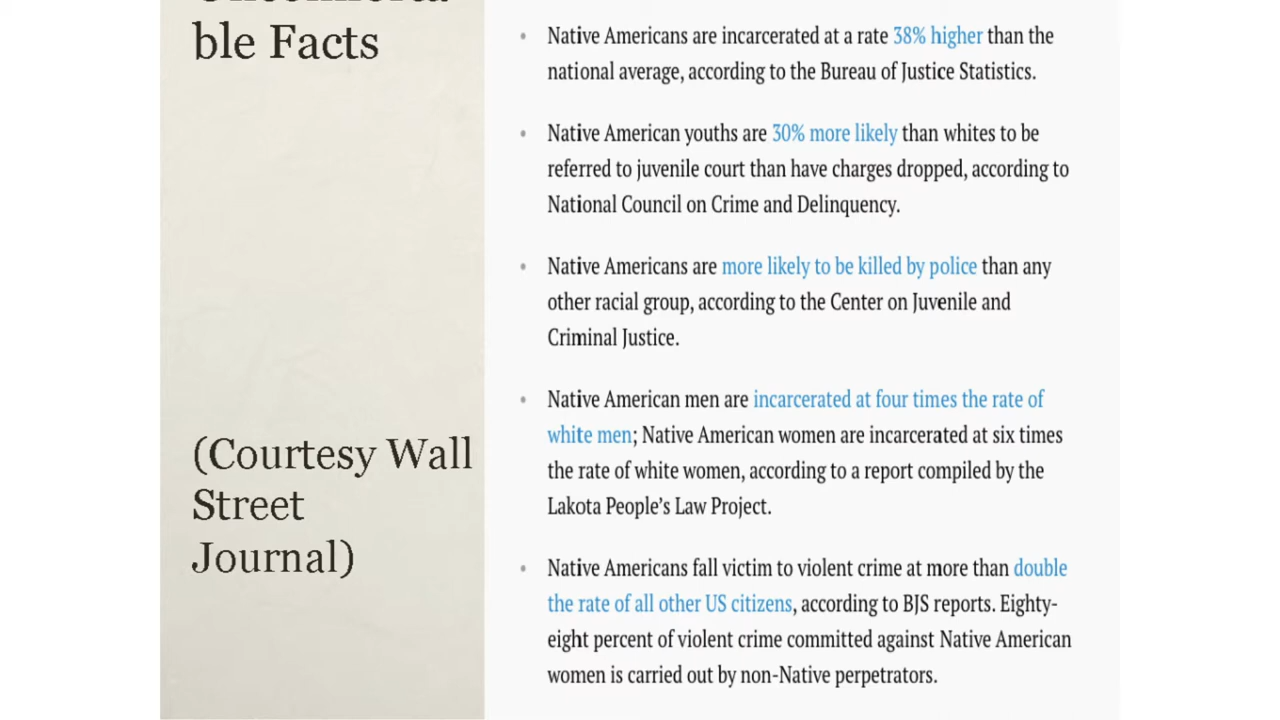 ble Facts
(Courtesy Wall
Street
Journal)
• Native Americans are incarcerated at a rate 38% higher than the
national average, according to the Bureau of Justice Statistics.
• Native American youths are 30% more likely than whites to be
referred to juvenile court than have charges dropped, according to
National Council on Crime and Delinquency.
• Native Americans are more likely to be killed by police than any
other racial group, according to the Center on Juvenile and
Criminal Justice.
• Native American men are incarcerated at four times the rate of
white men; Native American women are incarcerated at six times
the rate of white women, according to a report compiled by the
Lakota People’s Law Project.
• Native Americans fall victim to violent crime at more than double
the rate of all other US citizens, according to BJS reports. Eighty-
eight percent of violent crime committed against Native American
women is carried out by non-Native perpetrators.